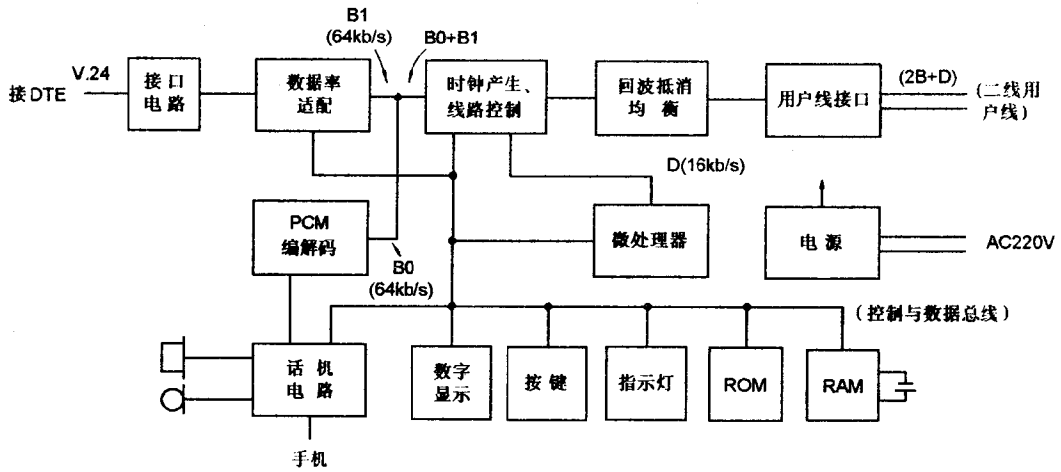 B1
(64kb/s)
B0+B1
接DTE
V.24
接口
电路
数据率
适配
时钟产生、
线路控制
回波抵消
均 衡
用户线接口
(2B+D)
(二线用
户线)
D(16kb/s)
PCM
编解码
B0
(64kb/s)
微处理器
电 源
AC220V
(控制与数据总线)
话 机
电 路
数字
显示
按 键
指示灯
ROM
RAM
手机